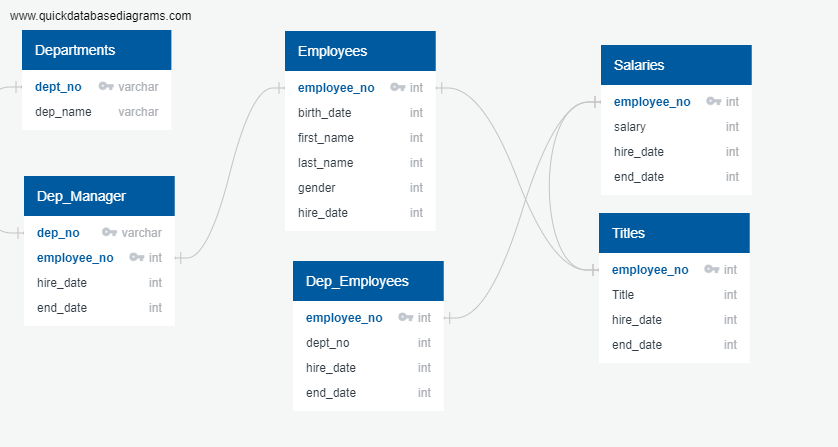 www.quickdatabasediagrams.com
Departments
dept_no varchar
dep_name varchar
Dep_Manager
dep_no varchar
employee_no int
hire_date int
end_date int
Employees
employee_no int
birth_date int
first_name int
last_name int
gender int
hire_date int
Dep_Employees
employee_no int
dept_no int
hire_date int
end_date int
Salaries
employee_no int
salary int
hire_date int
end_date int
Titles
employee_no int
Title int
hire_date int
end_date int